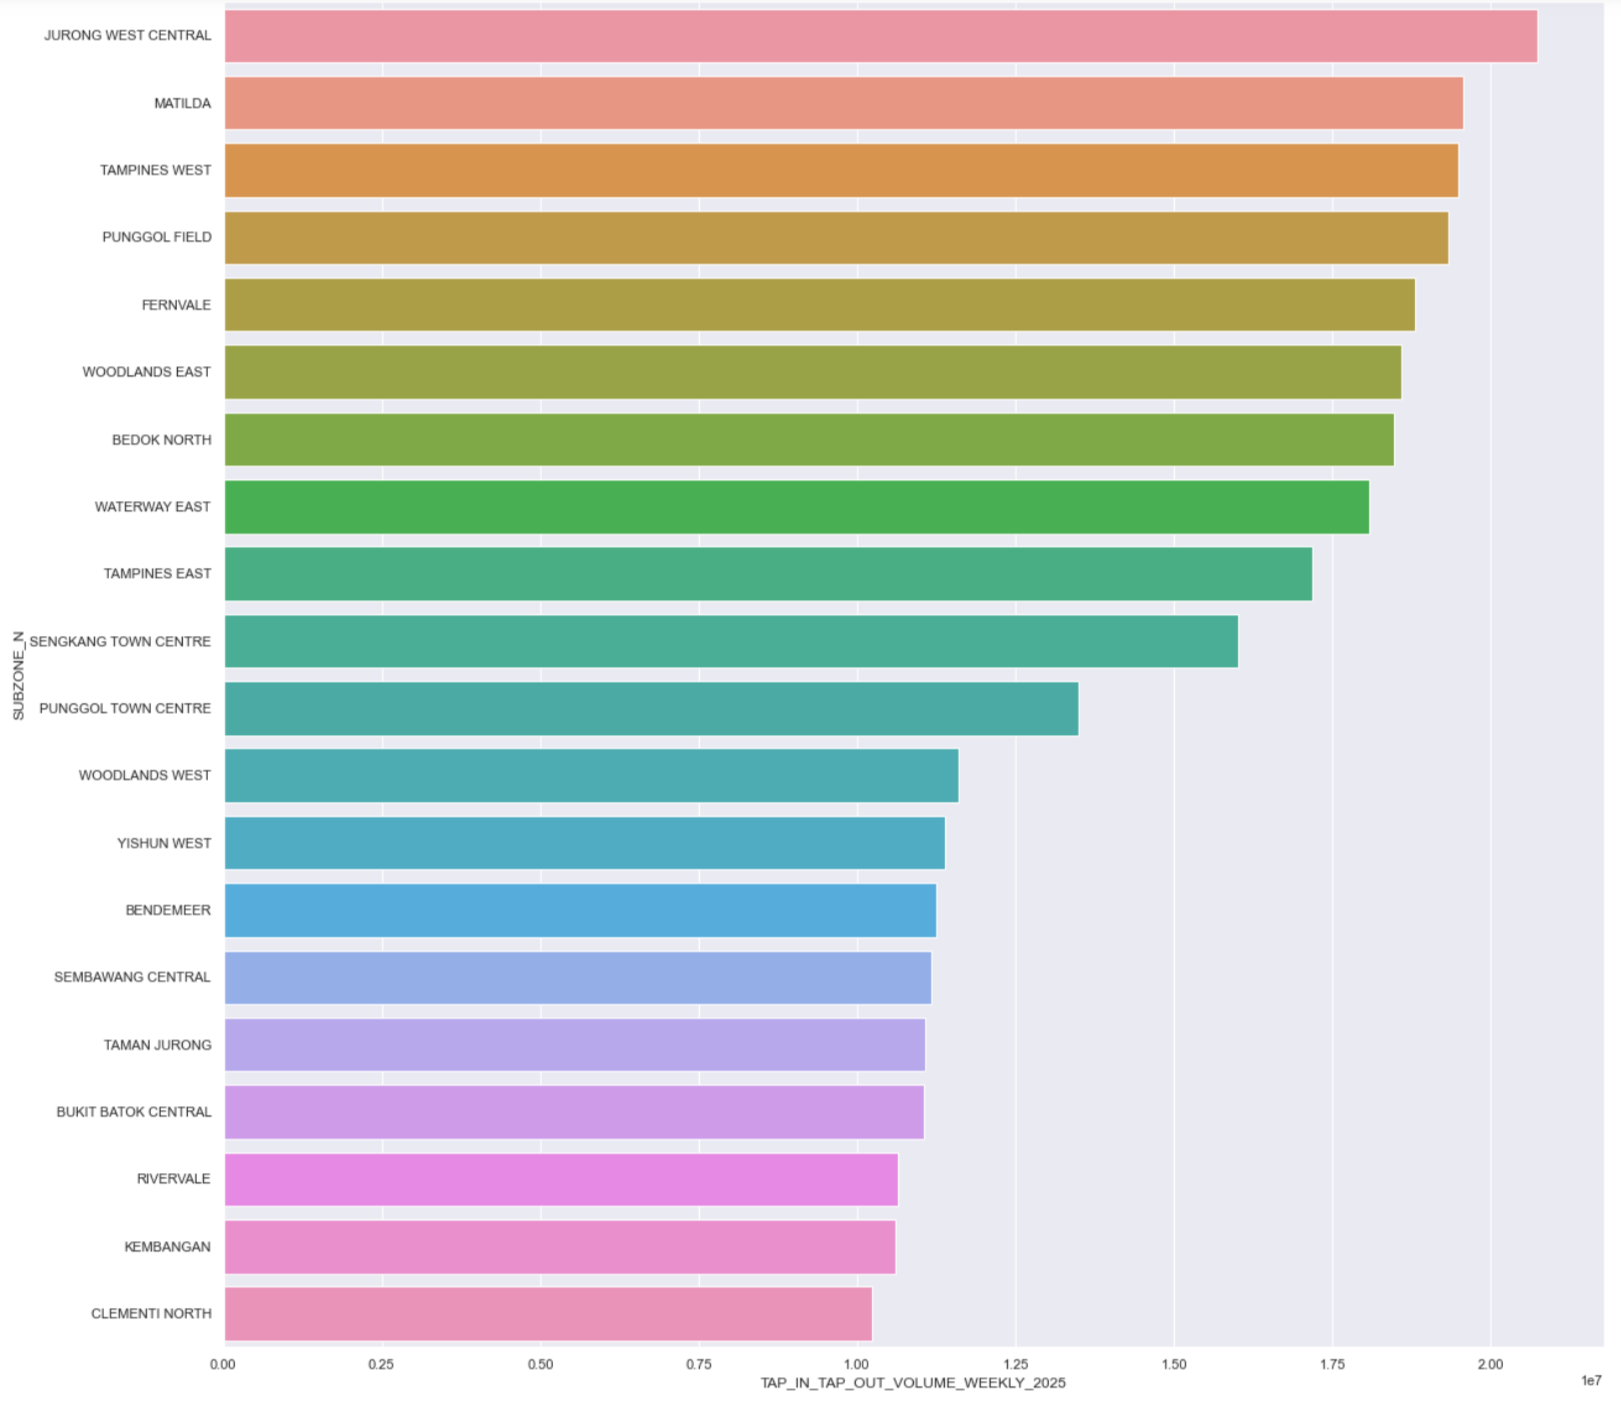 JURONG WEST CENTRAL
MATILDA
TAMPINES WEST
PUNGGOL FIELD
FERNVALE
WOODLANDS EAST
BEDOK NORTH
WATERWAY EAST
TAMPINES EAST
SENGKANG TOWN CENTRE
PUNGGOL TOWN CENTRE
WOODLANDS WEST
YISHUN WEST
BENDEMEER
SEMBAWANG CENTRAL
TAMAN JURONG
BUKIT BATOK CENTRAL
RIVERVALE
KEMBANGAN
CLEMENTI NORTH
SUBZONE_N
0.00 0.25 0.50 0.75 1.00 1.25 1.50 1.75 2.00
TAP_IN_TAP_OUT_VOLUME_WEEKLY_2025
1e7